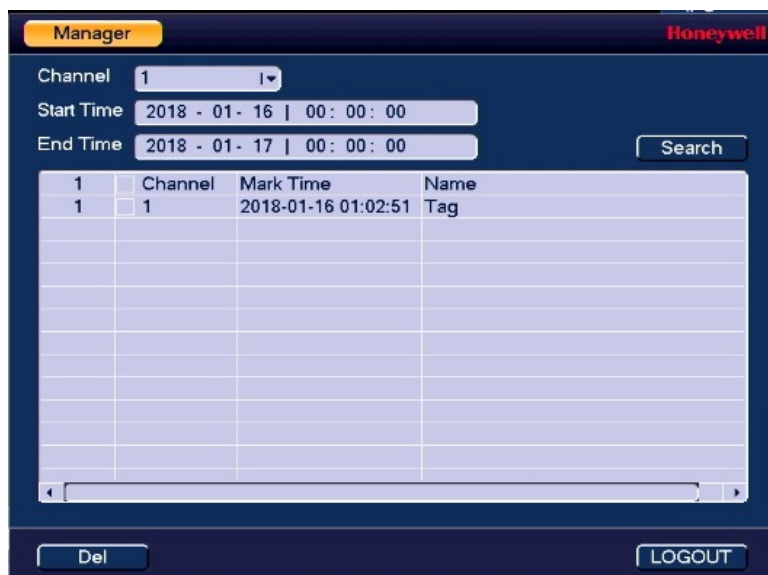 Manager Honeywell
Channel 1
Start Time 2018 - 01 - 16 | 00 : 00 : 00
End Time 2018 - 01 - 17 | 00 : 00 : 00 Search
1 Channel Mark Time Name
1 1 2018-01-16 01:02:51 Tag
Del LOGOUT